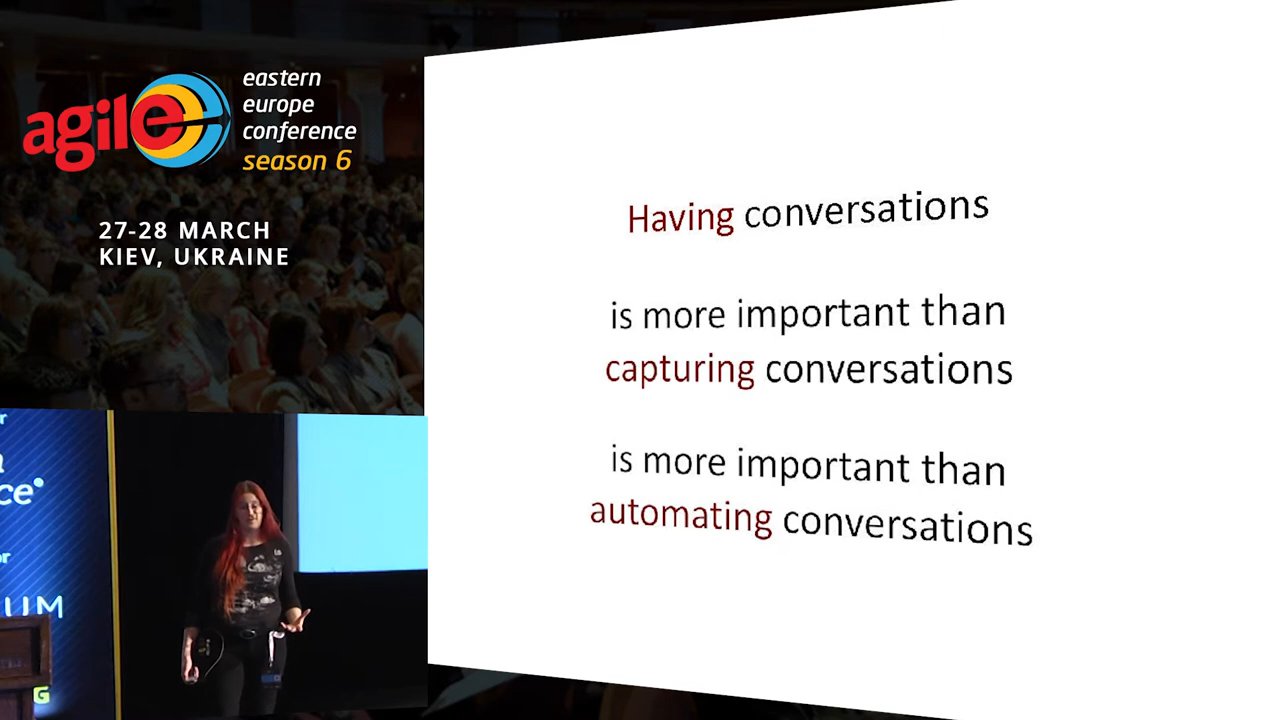 agile
eastern
europe
conference
season 6
27-28 MARCH
KIEV, UKRAINE
Having conversations
is more important than
capturing conversations
is more important than
automating conversations